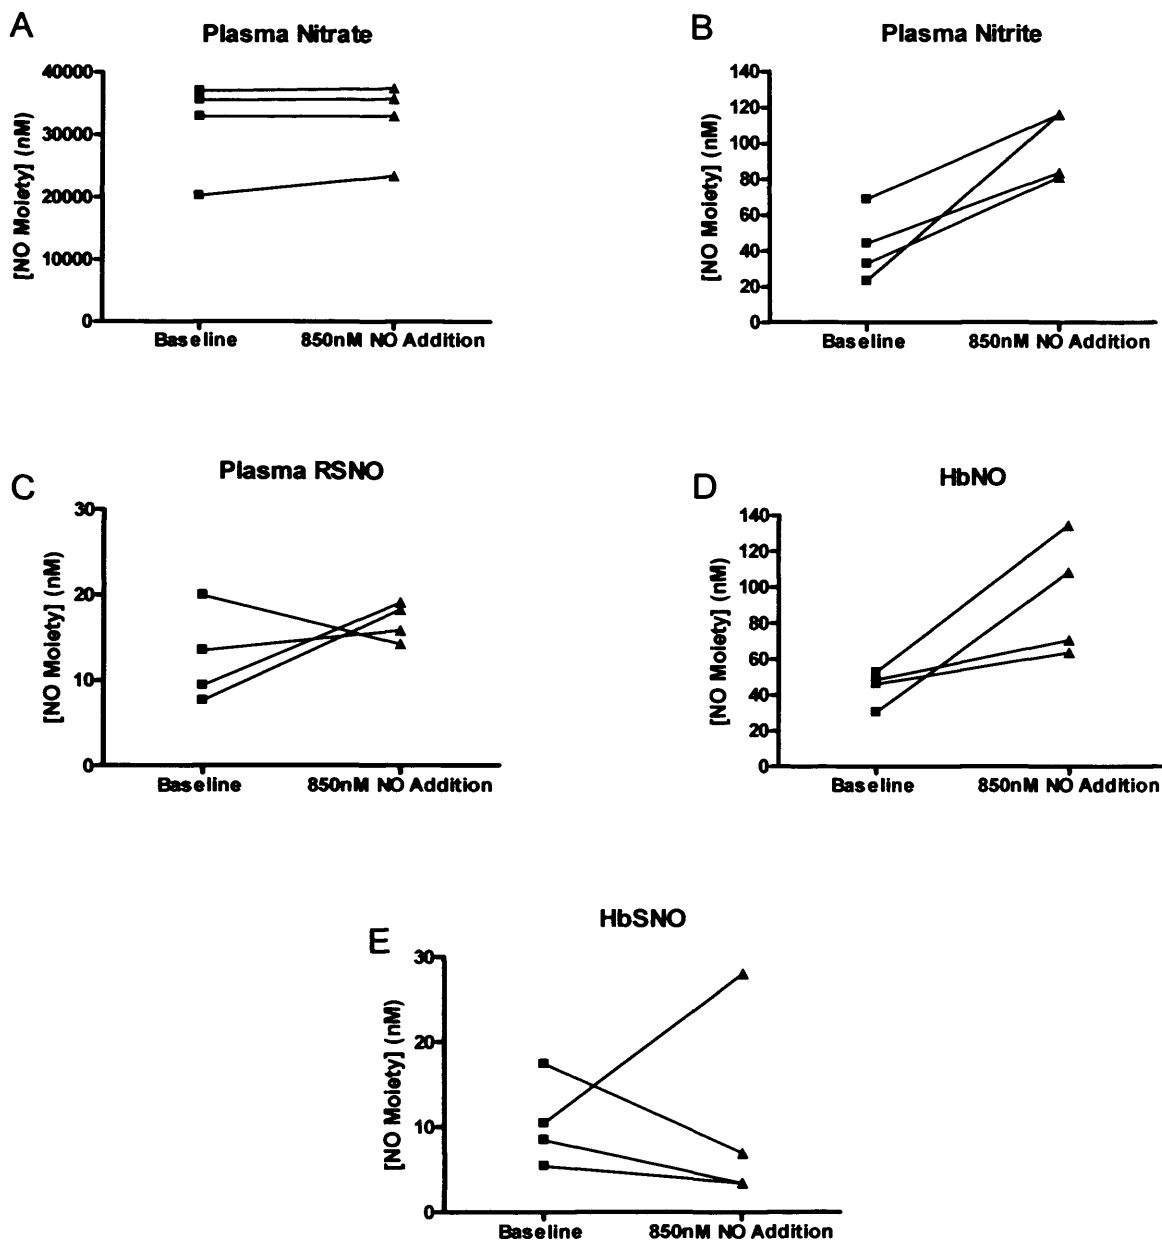 A
Plasma Nitrate
[NO Moiety] (nM)
40000
30000
20000
10000
0
Baseline 850nM NO Addition
B
Plasma Nitrite
[NO Moiety] (nM)
140
120
100
80
60
40
20
0
Baseline 850nM NO Addition
C
Plasma RSNO
[NO Moiety] (nM)
30
20
10
0
Baseline 850nM NO Addition
D
HbNO
[NO Moiety] (nM)
140
120
100
80
60
40
20
0
Baseline 850nM NO Addition
E
HbSNO
[NO Moiety] (nM)
30
20
10
0
Baseline 850nM NO Addition